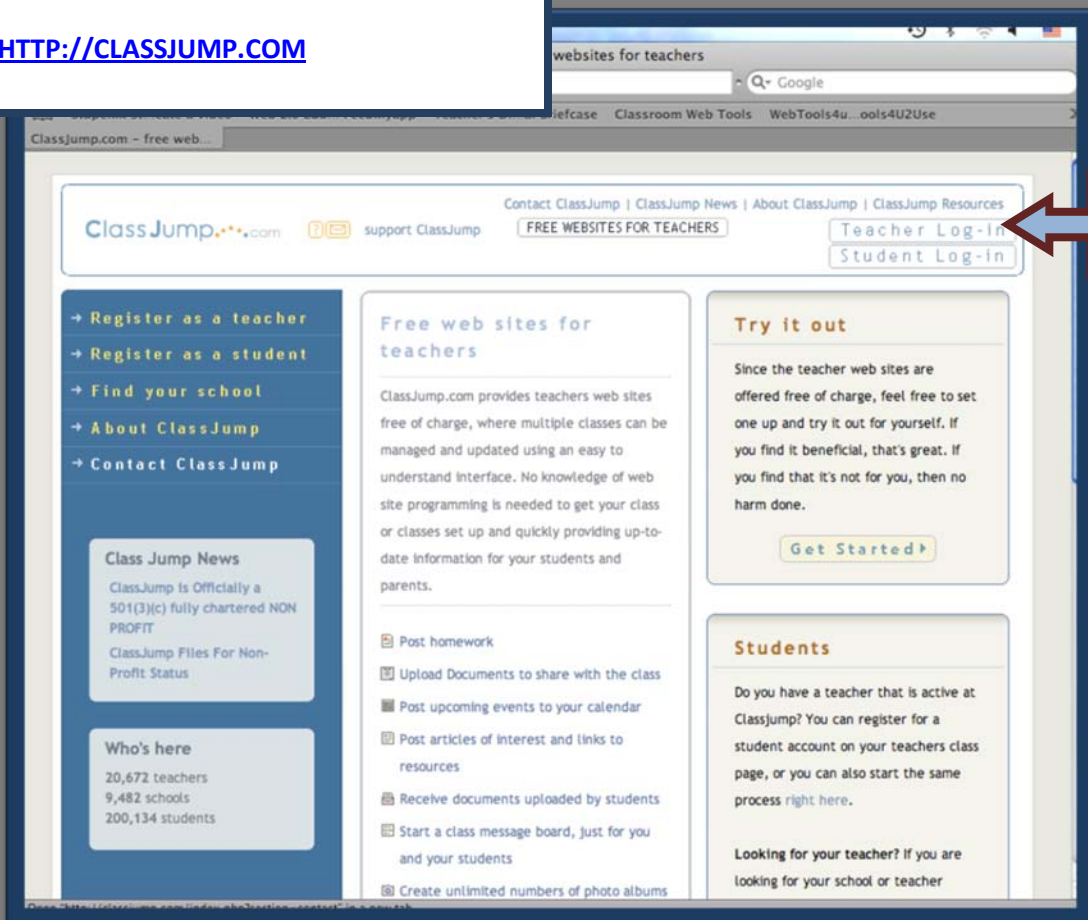 HTTP://CLASSJUMP.COM
websites for teachers
Google
Briefcase Classroom Web Tools WebTools4u...ools4U2Use
ClassJump.com – free web...
Contact ClassJump | ClassJump News | About ClassJump | ClassJump Resources
ClassJump.com support ClassJump FREE WEBSITES FOR TEACHERS
Teacher Log-in
Student Log-in
Register as a teacher
Register as a student
Find your school
About ClassJump
Contact ClassJump
Class Jump News
ClassJump is Officially a
501(3)(c) fully chartered NON
PROFIT
ClassJump Files For Non-
Profit Status
Who's here
20,672 teachers
9,482 schools
200,134 students
Free web sites for
teachers
ClassJump.com provides teachers web sites
free of charge, where multiple classes can be
managed and updated using an easy to
understand interface. No knowledge of web
site programming is needed to get your class
or classes set up and quickly providing up-to-
date information for your students and
parents.
Post homework
Upload Documents to share with the class
Post upcoming events to your calendar
Post articles of interest and links to
resources
Receive documents uploaded by students
Start a class message board, just for you
and your students
Create unlimited numbers of photo albums
Try it out
Since the teacher web sites are
offered free of charge, feel free to set
one up and try it out for yourself. If
you find it beneficial, that's great. If
you find that it's not for you, then no
harm done.
Get Started
Students
Do you have a teacher that is active at
Classjump? You can register for a
student account on your teachers class
page, or you can also start the same
process right here.
Looking for your teacher? If you are
looking for your school or teacher